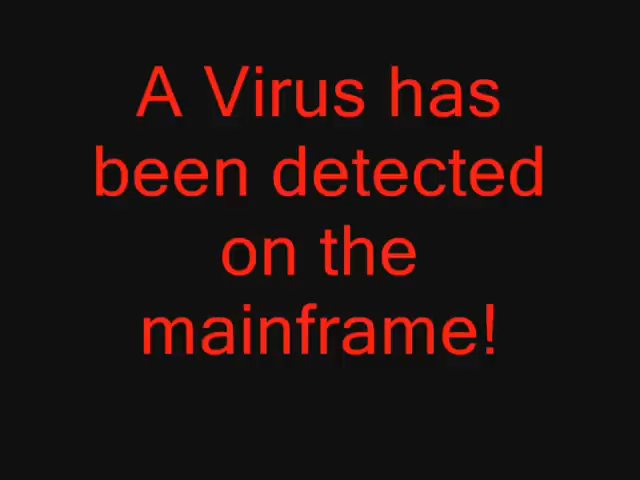 A Virus has
been detected
on the
mainframe!